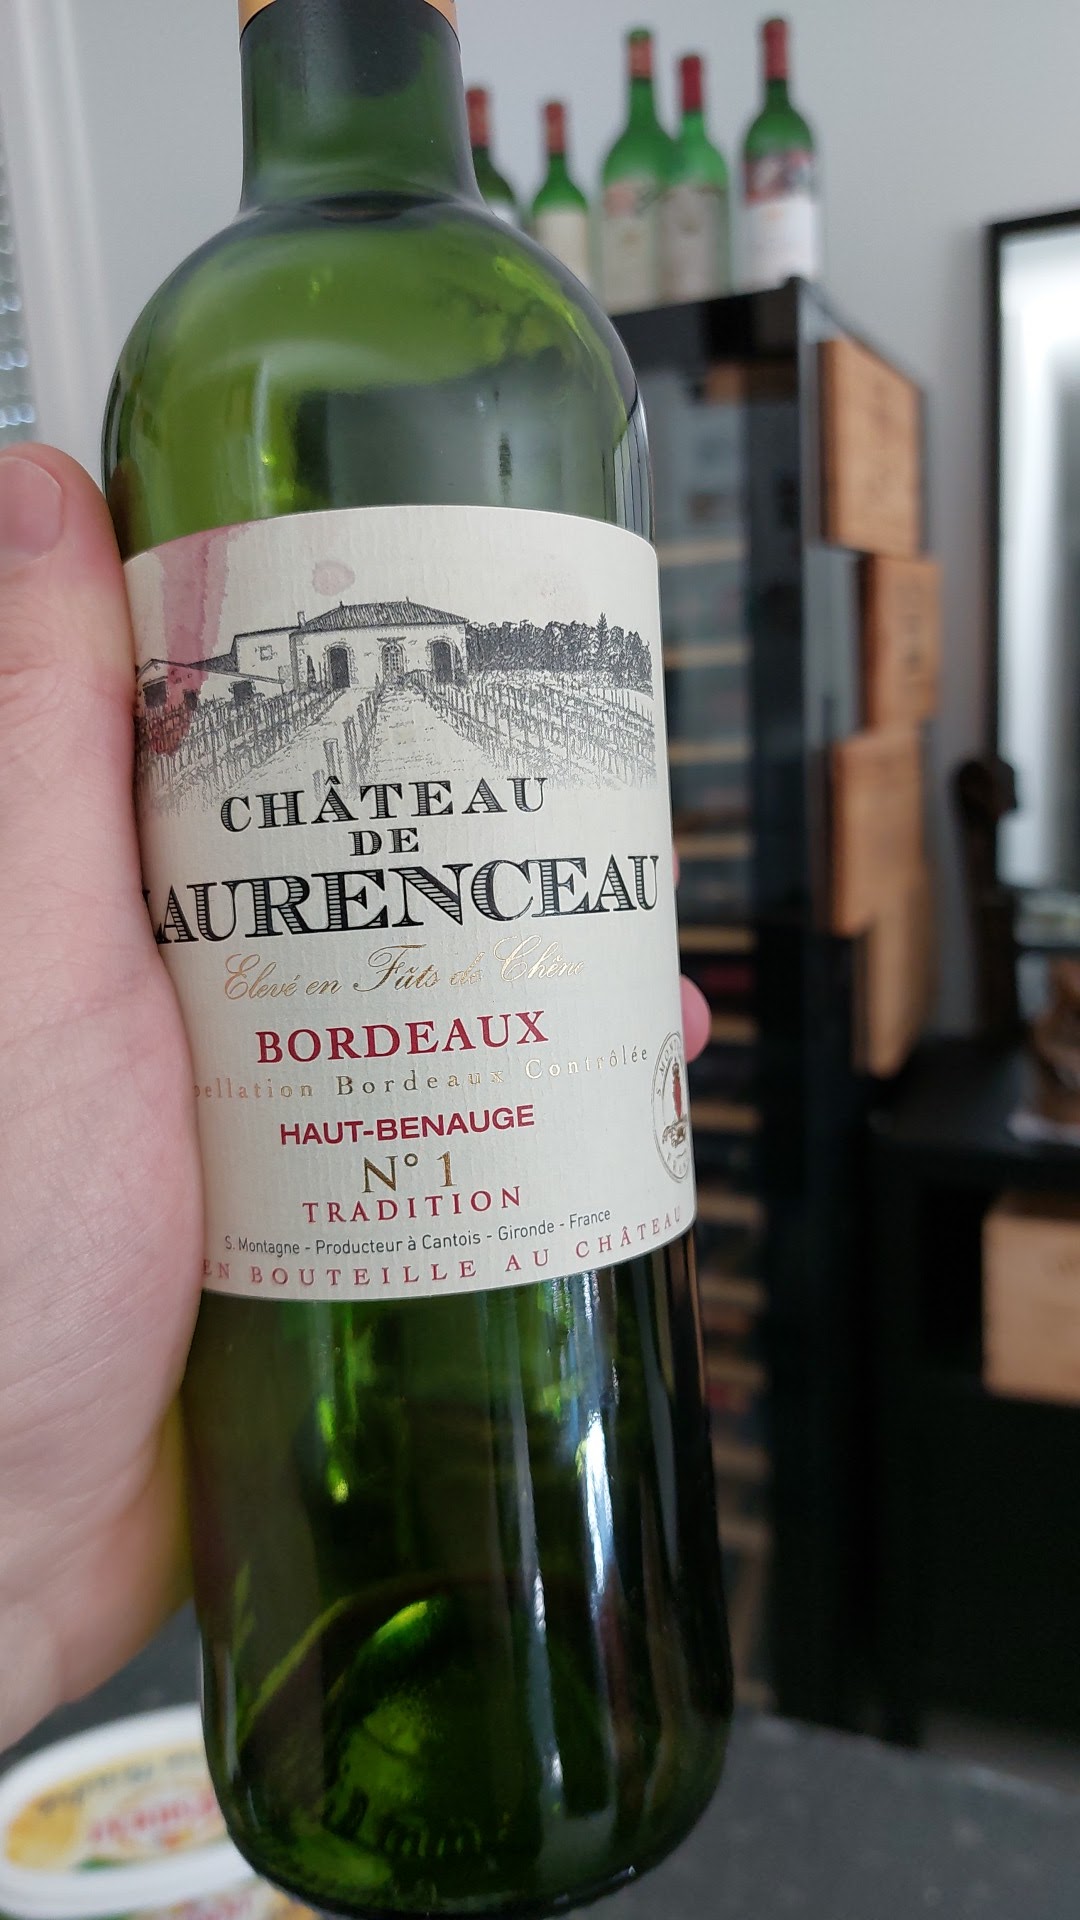 CHÂTEAU
DE
LAURENCEAU
Elevé en Fûts de Chêne
BORDEAUX
pellation Bordeaux Contrôlée
HAUT-BENAUGE
N° 1
TRADITION
S. Montagne - Producteur à Cantois - Gironde - France
EN BOUTEILLE AU CHÂTEAU